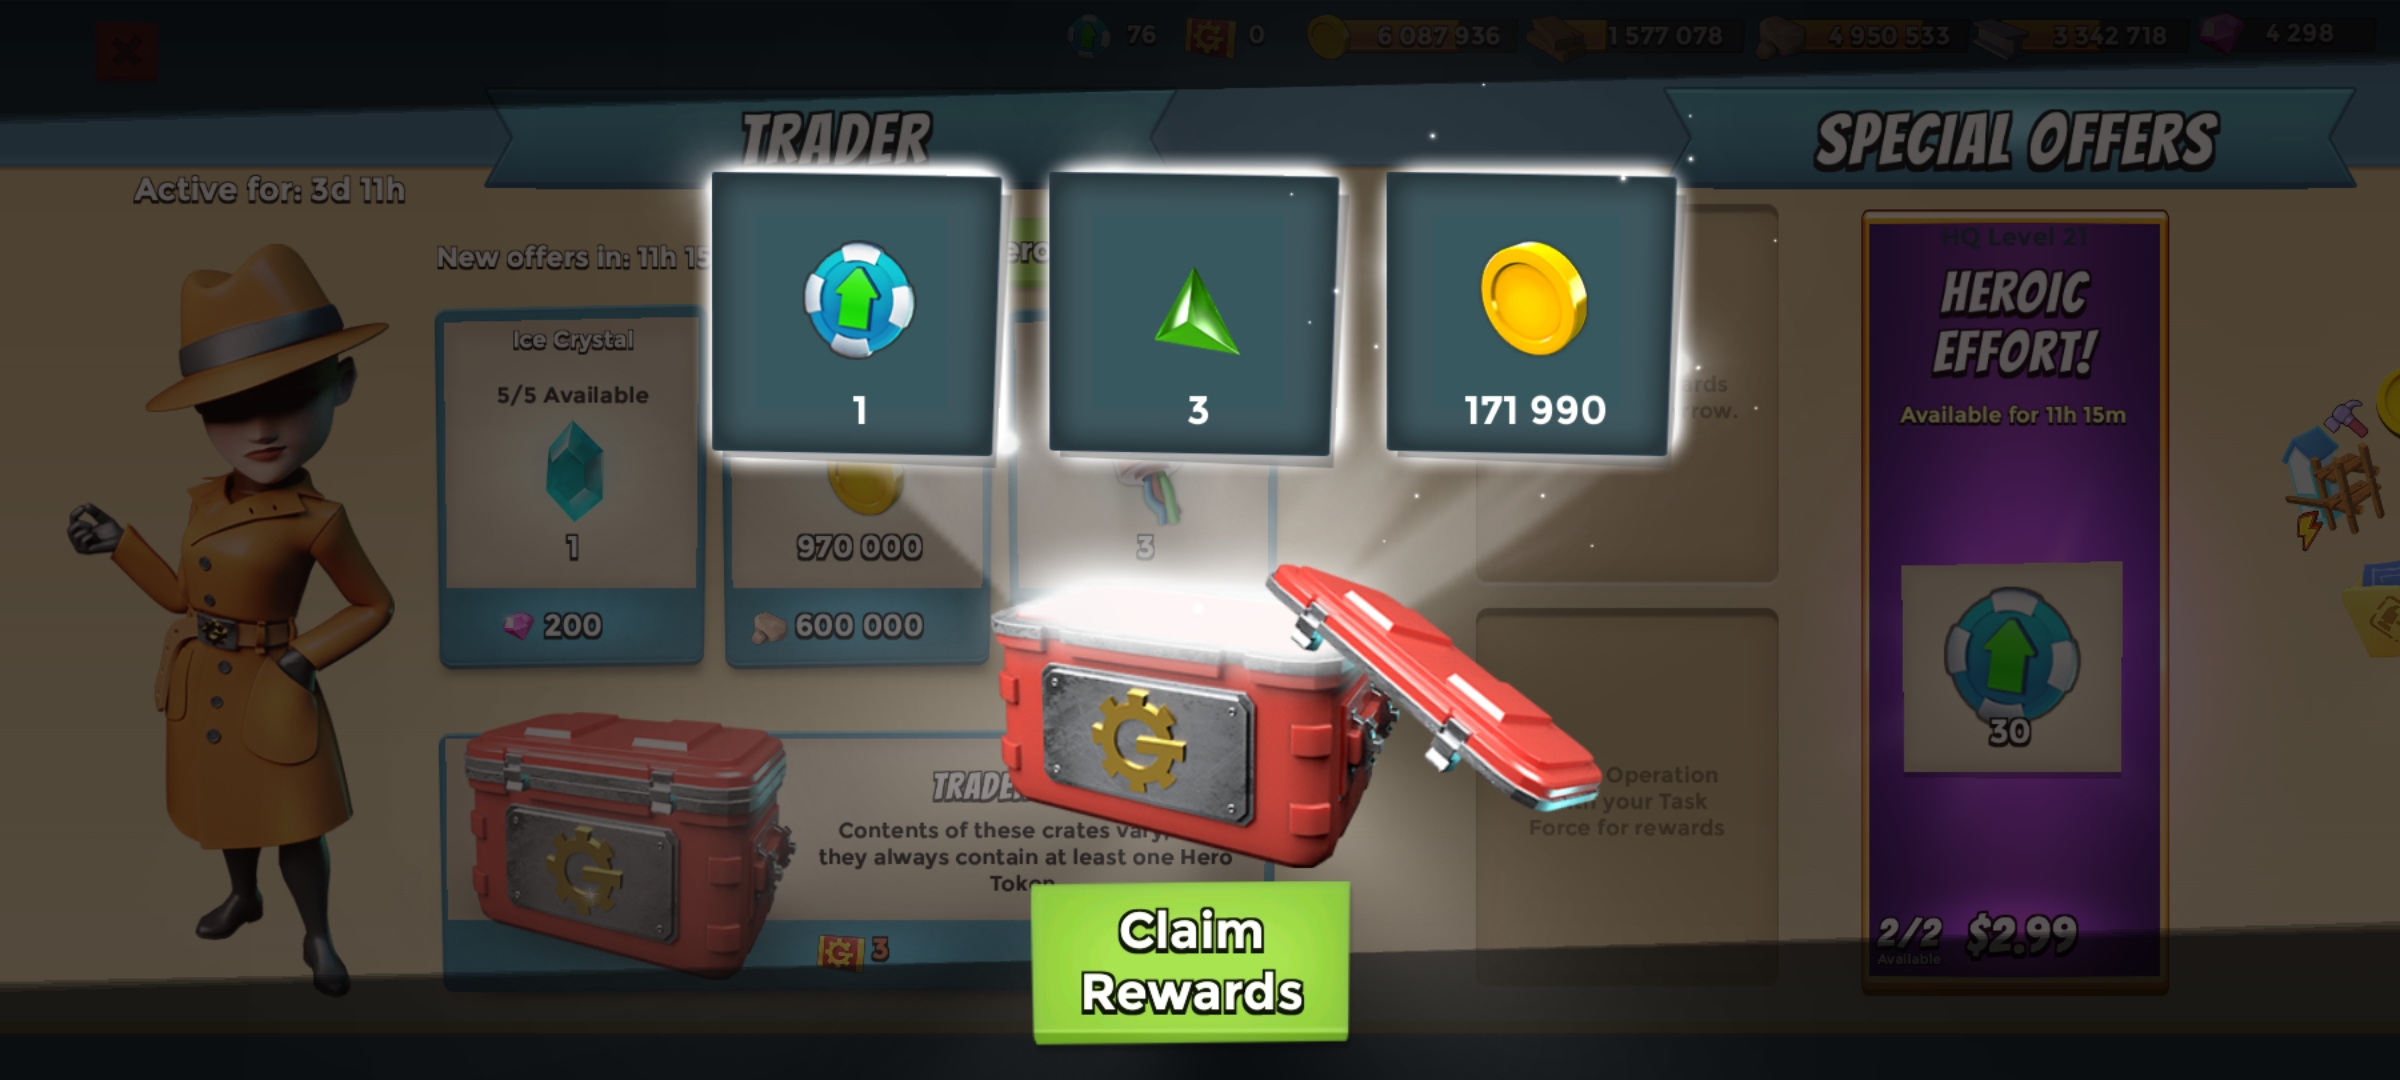 76
0
6 087 936
1 577 078
4 950 533
3 342 718
4 298
TRADER
SPECIAL OFFERS
Active for: 3d 11h
New offers in: 11h
Ice Crystal
5/5 Available
1
200
970 000
600 000
3
1
3
171 990
Contents of these crates vary,
they always contain at least one Hero
Token
3
Claim
Rewards
Operation
your Task
Force for rewards
HQ Level 21
HEROIC
EFFORT!
Available for 11h 15m
30
2/2
Available
$2.99